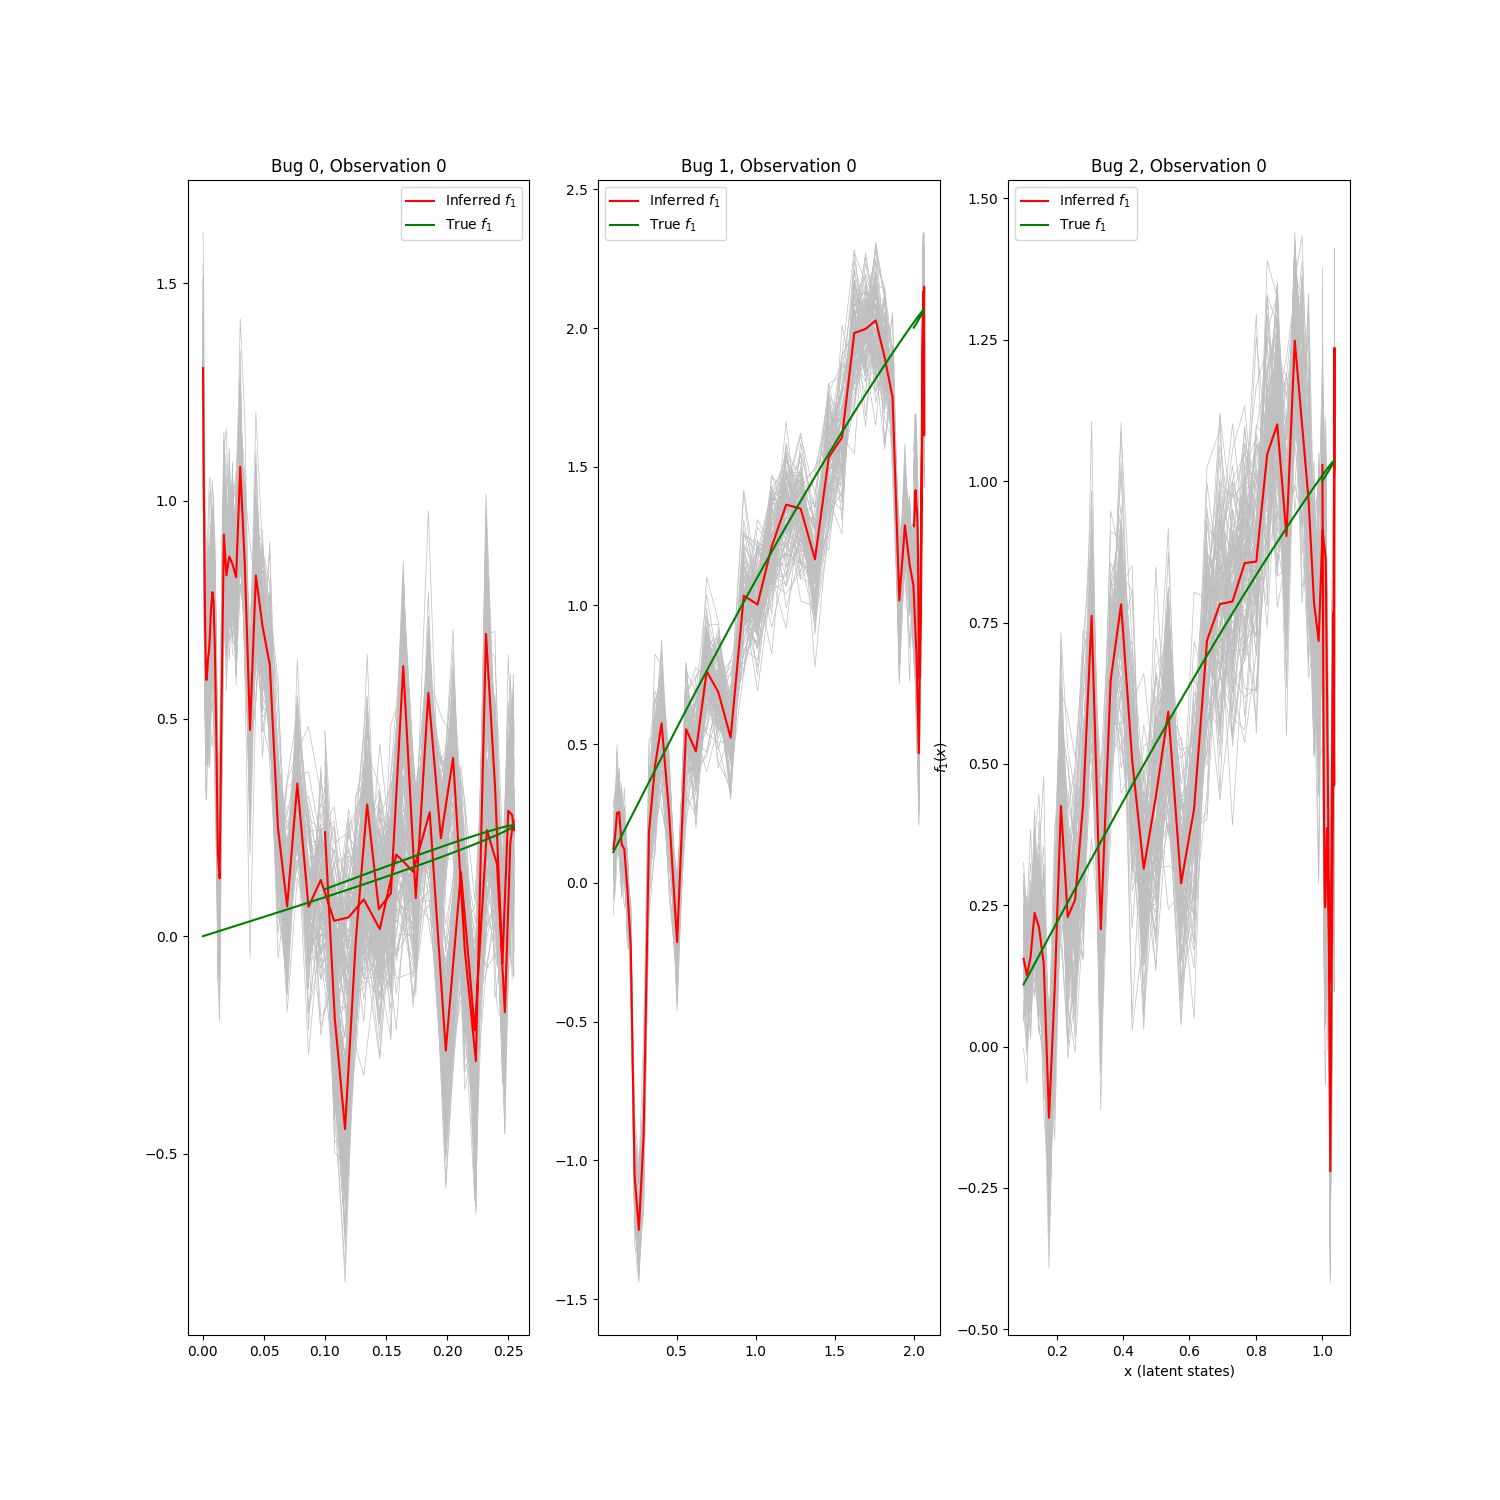 Bug 0, Observation 0
Inferred f₁
True f₁
1.5
1.0
0.5
0.0
−0.5
0.00 0.05 0.10 0.15 0.20 0.25
Bug 1, Observation 0
Inferred f₁
True f₁
2.5
2.0
1.5
1.0
0.5
0.0
−0.5
−1.0
−1.5
0.5 1.0 1.5 2.0
Bug 2, Observation 0
Inferred f₁
True f₁
f₁(x)
1.50
1.25
1.00
0.75
0.50
0.25
0.00
−0.25
−0.50
0.2 0.4 0.6 0.8 1.0
x (latent states)